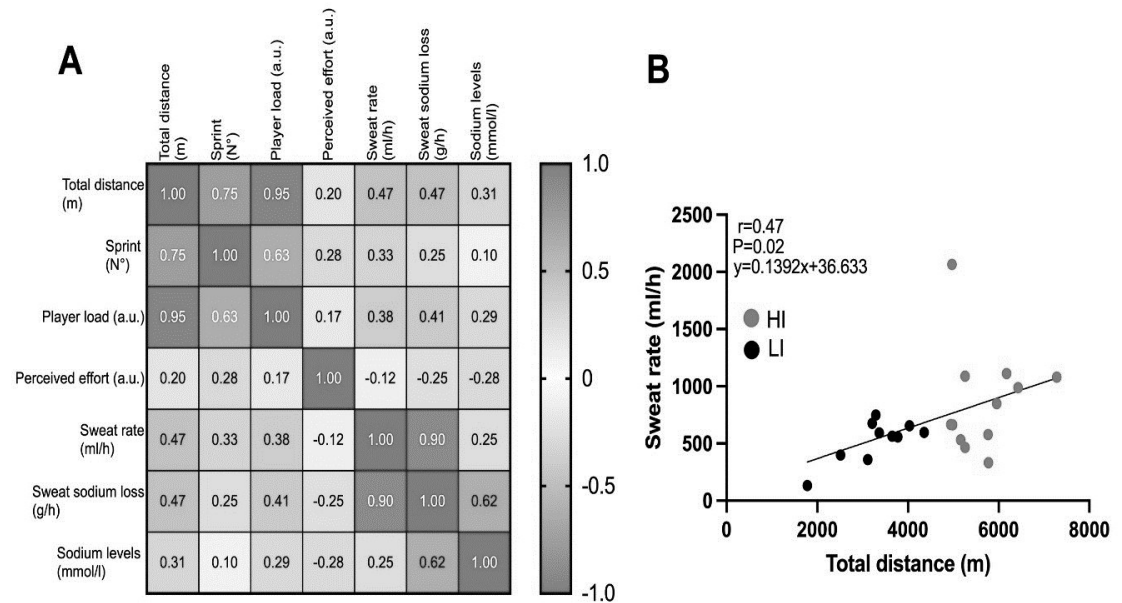 A
Total distance
(m)
Sprint
(N°)
Player load (a.u.)
Perceived effort (a.u.)
Sweat rate
(ml/h)
Sweat sodium loss
(g/h)
Sodium levels
(mmol/l)
Total distance
(m)
1.00 0.75 0.95 0.20 0.47 0.47 0.31
Sprint
(N°)
0.75 1.00 0.63 0.28 0.33 0.25 0.10
Player load (a.u.)
0.95 0.63 1.00 0.17 0.38 0.41 0.29
Perceived effort (a.u.)
0.20 0.28 0.17 1.00 -0.12 -0.25 -0.28
Sweat rate
(ml/h)
0.47 0.33 0.38 -0.12 1.00 0.90 0.25
Sweat sodium loss
(g/h)
0.47 0.25 0.41 -0.25 0.90 1.00 0.62
Sodium levels
(mmol/l)
0.31 0.10 0.29 -0.28 0.25 0.62 1.00
1.0
0.5
0
-0.5
-1.0
B
Sweat rate (ml/h)
2500
2000
1500
1000
500
0
r=0.47
P=0.02
y=0.1392x+36.633
HI
LI
0 2000 4000 6000 8000
Total distance (m)